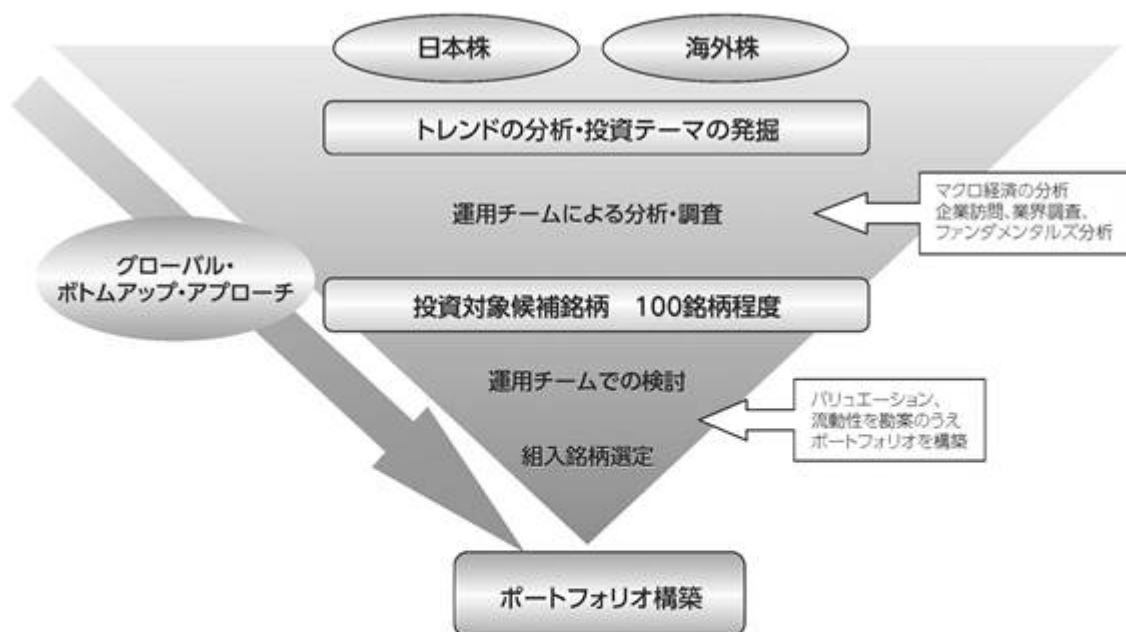 日本株
海外株
トレンドの分析・投資テーマの発掘
運用チームによる分析・調査
マクロ経済の分析
企業訪問、業界調査、
ファンダメンタルズ分析
グローバル・
ボトムアップ・アプローチ
投資対象候補銘柄　100銘柄程度
運用チームでの検討
バリュエーション、
流動性を勘案のうえ
ポートフォリオを構築
組入銘柄選定
ポートフォリオ構築